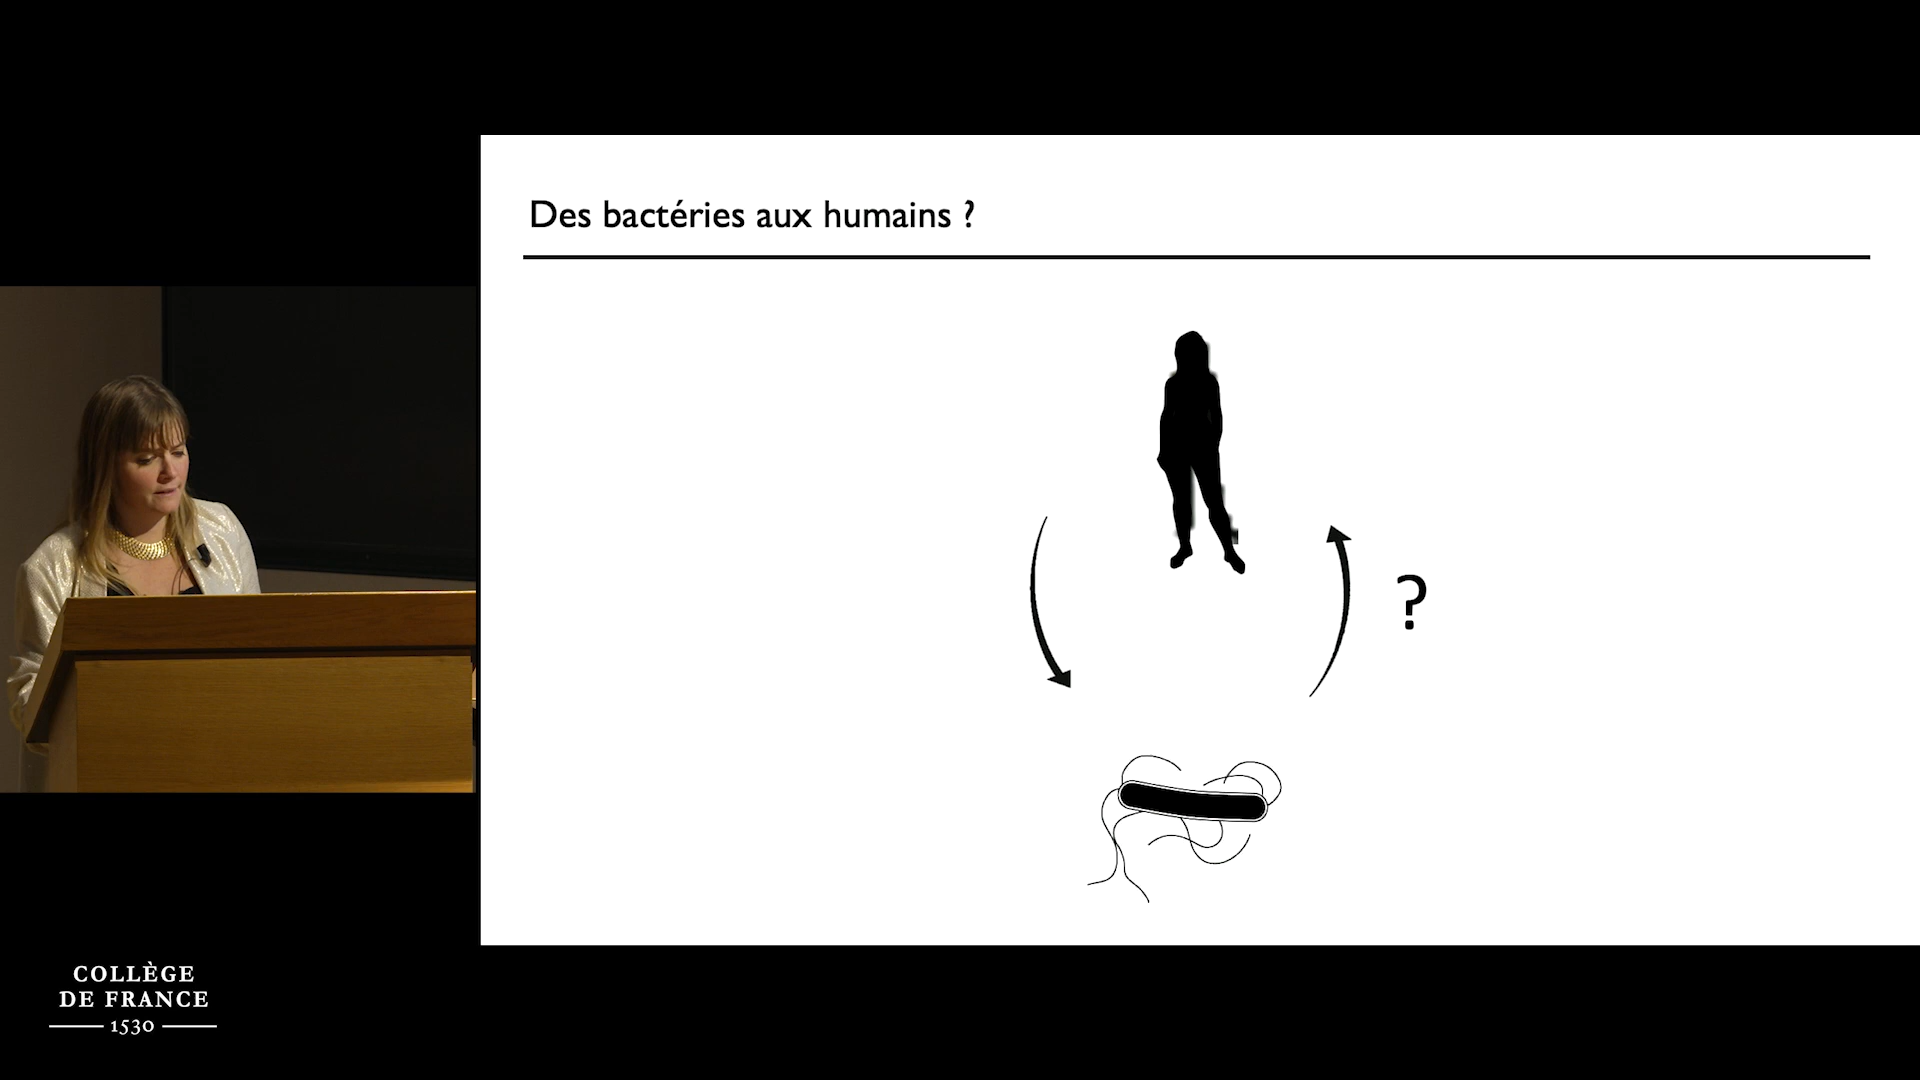 Des bactéries aux humains ?
?
COLLÈGE
DE FRANCE
1530